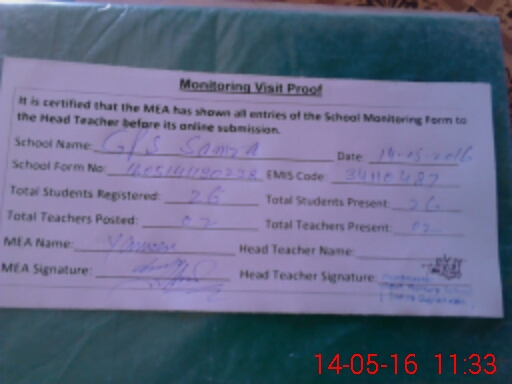 Monitoring Visit Proof
It is certified that the MEA has shown all entries of the School Monitoring Form to
the Head Teacher before its online submission.
School Name: GPS Samra Date 14-05-2016
School Form No: EMIS Code:
Total Students Registered: 26 Total Students Present: 26
Total Teachers Posted: 02 Total Teachers Present: 02
MEA Name: Head Teacher Name:
MEA Signature: Head Teacher Signature:
14-05-16 11:33